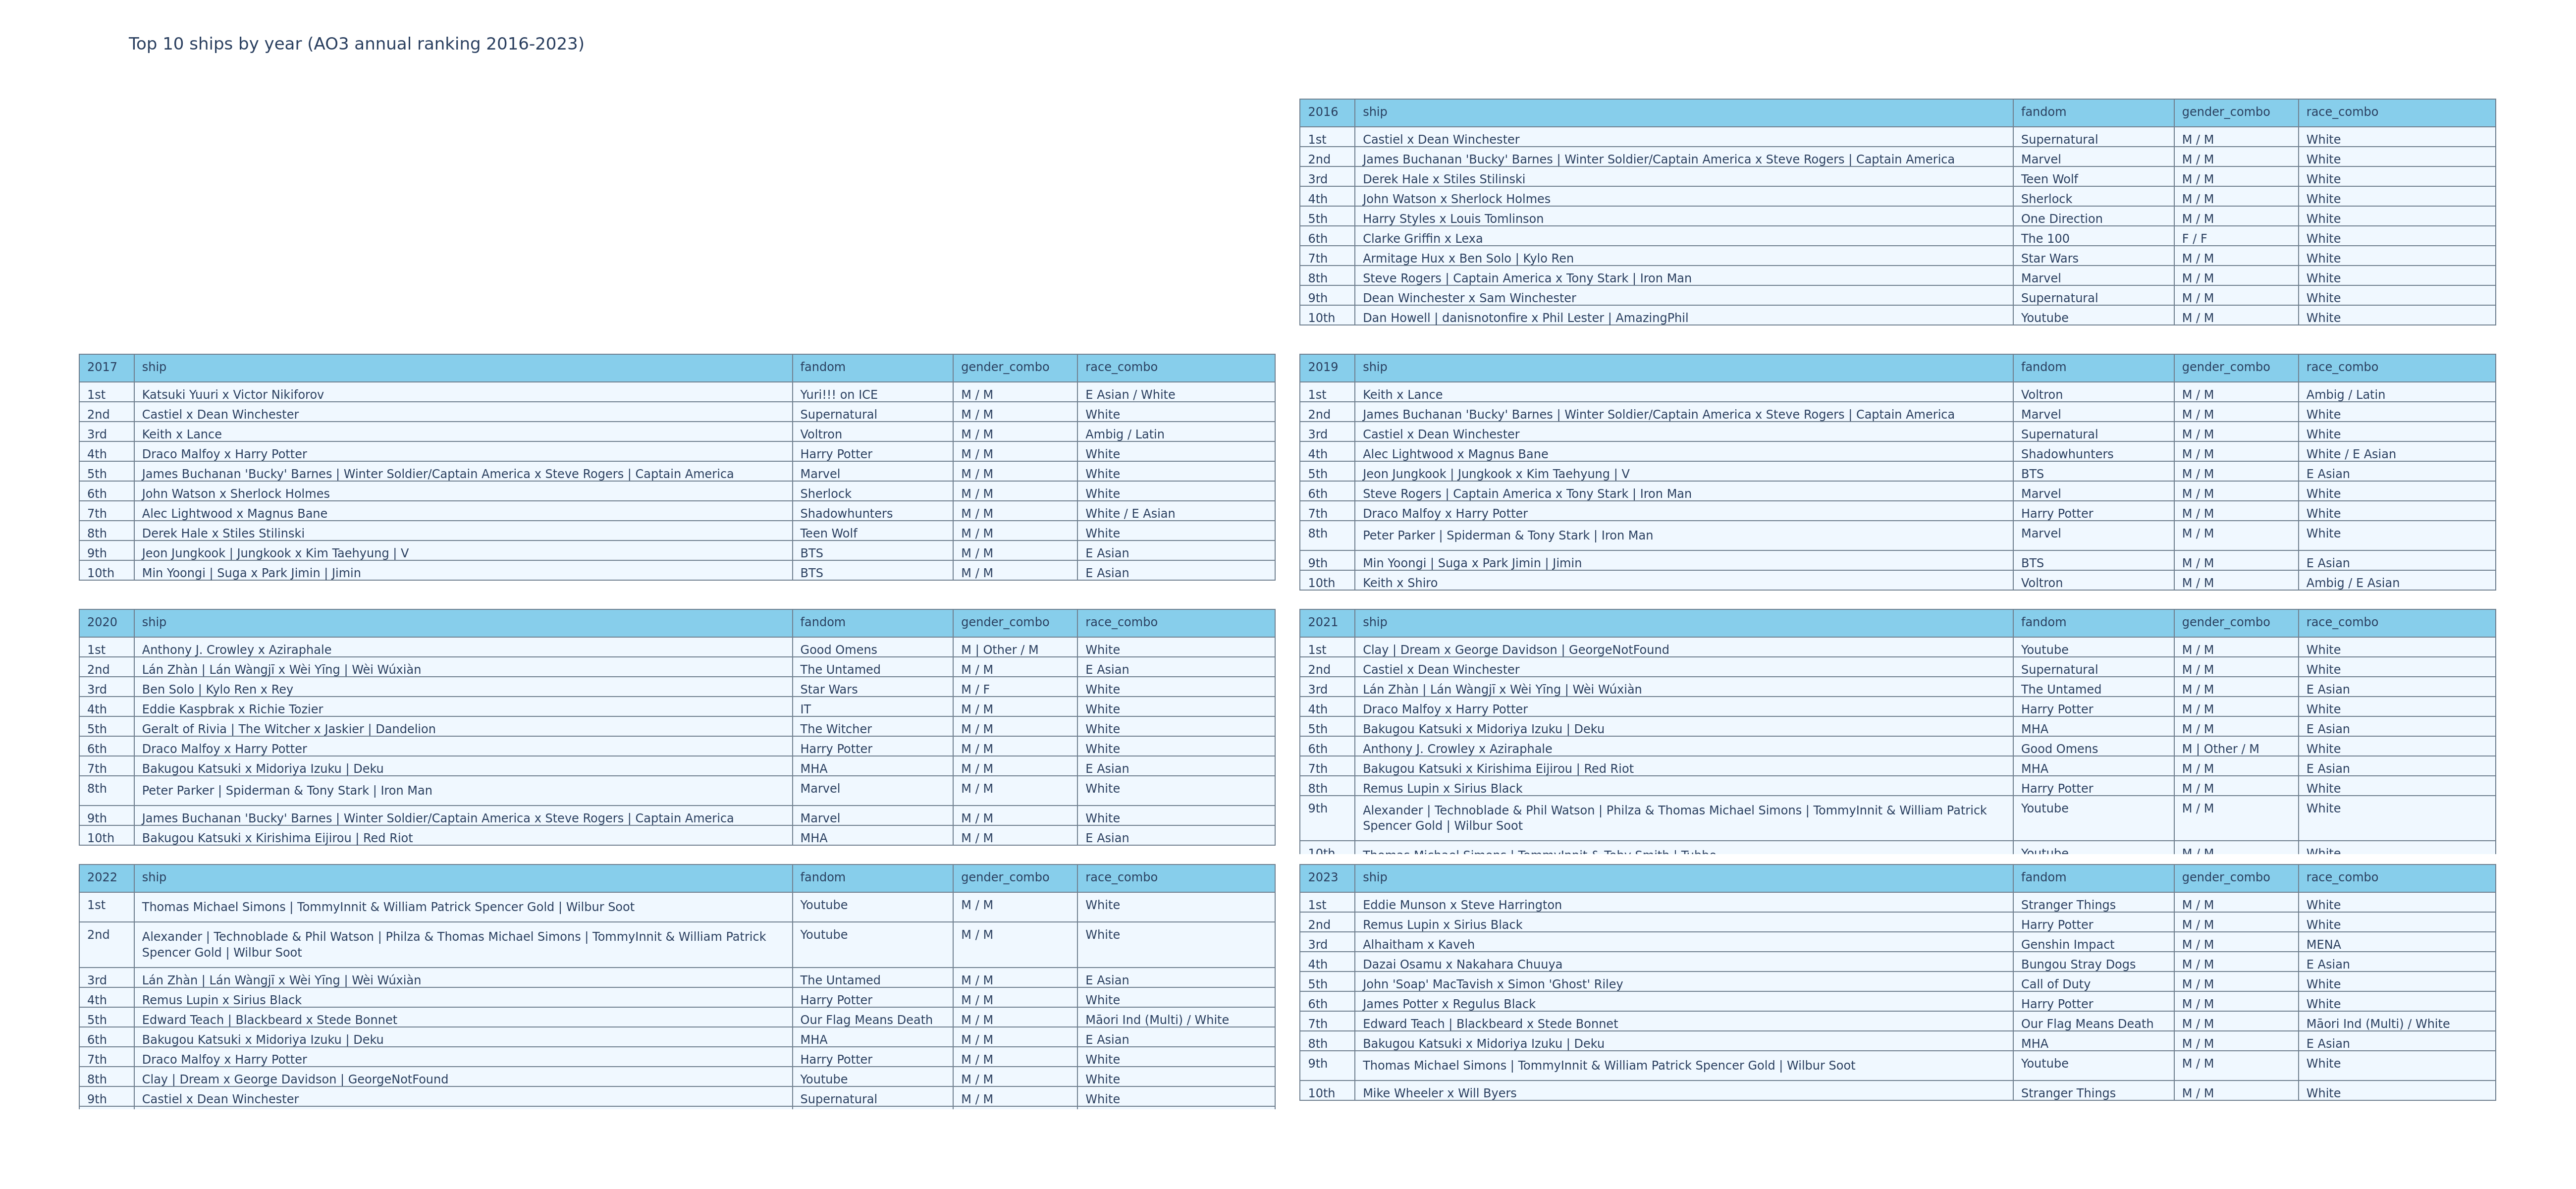 Top 10 ships by year (AO3 annual ranking 2016-2023)
2016 ship fandom gender_combo race_combo
1st Castiel x Dean Winchester Supernatural M / M White
2nd James Buchanan 'Bucky' Barnes | Winter Soldier/Captain America x Steve Rogers | Captain America Marvel M / M White
3rd Derek Hale x Stiles Stilinski Teen Wolf M / M White
4th John Watson x Sherlock Holmes Sherlock M / M White
5th Harry Styles x Louis Tomlinson One Direction M / M White
6th Clarke Griffin x Lexa The 100 F / F White
7th Armitage Hux x Ben Solo | Kylo Ren Star Wars M / M White
8th Steve Rogers | Captain America x Tony Stark | Iron Man Marvel M / M White
9th Dean Winchester x Sam Winchester Supernatural M / M White
10th Dan Howell | danisnotonfire x Phil Lester | AmazingPhil Youtube M / M White
2017 ship fandom gender_combo race_combo
1st Katsuki Yuuri x Victor Nikiforov Yuri!!! on ICE M / M E Asian / White
2nd Castiel x Dean Winchester Supernatural M / M White
3rd Keith x Lance Voltron M / M Ambig / Latin
4th Draco Malfoy x Harry Potter Harry Potter M / M White
5th James Buchanan 'Bucky' Barnes | Winter Soldier/Captain America x Steve Rogers | Captain America Marvel M / M White
6th John Watson x Sherlock Holmes Sherlock M / M White
7th Alec Lightwood x Magnus Bane Shadowhunters M / M White / E Asian
8th Derek Hale x Stiles Stilinski Teen Wolf M / M White
9th Jeon Jungkook | Jungkook x Kim Taehyung | V BTS M / M E Asian
10th Min Yoongi | Suga x Park Jimin | Jimin BTS M / M E Asian
2019 ship fandom gender_combo race_combo
1st Keith x Lance Voltron M / M Ambig / Latin
2nd James Buchanan 'Bucky' Barnes | Winter Soldier/Captain America x Steve Rogers | Captain America Marvel M / M White
3rd Castiel x Dean Winchester Supernatural M / M White
4th Alec Lightwood x Magnus Bane Shadowhunters M / M White / E Asian
5th Jeon Jungkook | Jungkook x Kim Taehyung | V BTS M / M E Asian
6th Steve Rogers | Captain America x Tony Stark | Iron Man Marvel M / M White
7th Draco Malfoy x Harry Potter Harry Potter M / M White
8th Peter Parker | Spiderman & Tony Stark | Iron Man Marvel M / M White
9th Min Yoongi | Suga x Park Jimin | Jimin BTS M / M E Asian
10th Keith x Shiro Voltron M / M Ambig / E Asian
2020 ship fandom gender_combo race_combo
1st Anthony J. Crowley x Aziraphale Good Omens M | Other / M White
2nd Lán Zhàn | Lán Wàngjī x Wèi Yīng | Wèi Wúxiàn The Untamed M / M E Asian
3rd Ben Solo | Kylo Ren x Rey Star Wars M / F White
4th Eddie Kaspbrak x Richie Tozier IT M / M White
5th Geralt of Rivia | The Witcher x Jaskier | Dandelion The Witcher M / M White
6th Draco Malfoy x Harry Potter Harry Potter M / M White
7th Bakugou Katsuki x Midoriya Izuku | Deku MHA M / M E Asian
8th Peter Parker | Spiderman & Tony Stark | Iron Man Marvel M / M White
9th James Buchanan 'Bucky' Barnes | Winter Soldier/Captain America x Steve Rogers | Captain America Marvel M / M White
10th Bakugou Katsuki x Kirishima Eijirou | Red Riot MHA M / M E Asian
2021 ship fandom gender_combo race_combo
1st Clay | Dream x George Davidson | GeorgeNotFound Youtube M / M White
2nd Castiel x Dean Winchester Supernatural M / M White
3rd Lán Zhàn | Lán Wàngjī x Wèi Yīng | Wèi Wúxiàn The Untamed M / M E Asian
4th Draco Malfoy x Harry Potter Harry Potter M / M White
5th Bakugou Katsuki x Midoriya Izuku | Deku MHA M / M E Asian
6th Anthony J. Crowley x Aziraphale Good Omens M | Other / M White
7th Bakugou Katsuki x Kirishima Eijirou | Red Riot MHA M / M E Asian
8th Remus Lupin x Sirius Black Harry Potter M / M White
9th Alexander | Technoblade & Phil Watson | Philza & Thomas Michael Simons | TommyInnit & William Patrick Youtube M / M White
Spencer Gold | Wilbur Soot
10th Thomas Michael Simons | TommyInnit & Toby Smith | Tubbo Youtube M / M White
2022 ship fandom gender_combo race_combo
1st Thomas Michael Simons | TommyInnit & William Patrick Spencer Gold | Wilbur Soot Youtube M / M White
2nd Alexander | Technoblade & Phil Watson | Philza & Thomas Michael Simons | TommyInnit & William Patrick Youtube M / M White
Spencer Gold | Wilbur Soot
3rd Lán Zhàn | Lán Wàngjī x Wèi Yīng | Wèi Wúxiàn The Untamed M / M E Asian
4th Remus Lupin x Sirius Black Harry Potter M / M White
5th Edward Teach | Blackbeard x Stede Bonnet Our Flag Means Death M / M Māori Ind (Multi) / White
6th Bakugou Katsuki x Midoriya Izuku | Deku MHA M / M E Asian
7th Draco Malfoy x Harry Potter Harry Potter M / M White
8th Clay | Dream x George Davidson | GeorgeNotFound Youtube M / M White
9th Castiel x Dean Winchester Supernatural M / M White
2023 ship fandom gender_combo race_combo
1st Eddie Munson x Steve Harrington Stranger Things M / M White
2nd Remus Lupin x Sirius Black Harry Potter M / M White
3rd Alhaitham x Kaveh Genshin Impact M / M MENA
4th Dazai Osamu x Nakahara Chuuya Bungou Stray Dogs M / M E Asian
5th John 'Soap' MacTavish x Simon 'Ghost' Riley Call of Duty M / M White
6th James Potter x Regulus Black Harry Potter M / M White
7th Edward Teach | Blackbeard x Stede Bonnet Our Flag Means Death M / M Māori Ind (Multi) / White
8th Bakugou Katsuki x Midoriya Izuku | Deku MHA M / M E Asian
9th Thomas Michael Simons | TommyInnit & William Patrick Spencer Gold | Wilbur Soot Youtube M / M White
10th Mike Wheeler x Will Byers Stranger Things M / M White